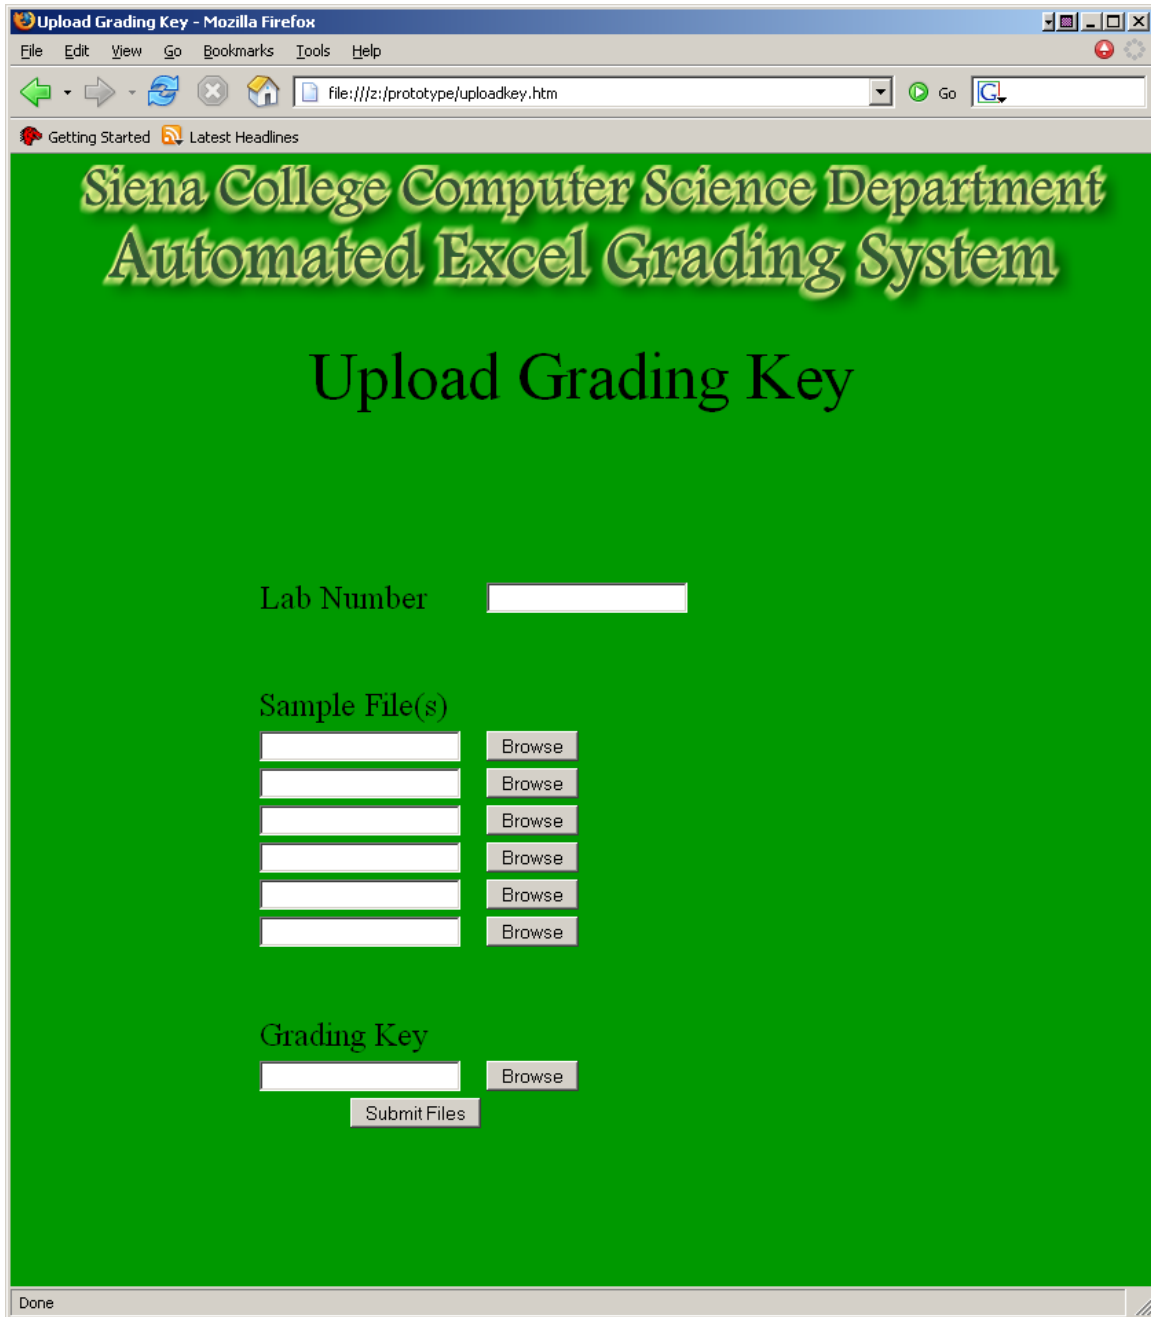 Upload Grading Key - Mozilla Firefox
File Edit View Go Bookmarks Tools Help
file:///z:/prototype/uploadkey.htm Go G
Getting Started Latest Headlines
Siena College Computer Science Department
Automated Excel Grading System
Upload Grading Key
Lab Number
Sample File(s)
Browse
Browse
Browse
Browse
Browse
Browse
Grading Key
Browse
Submit Files
Done